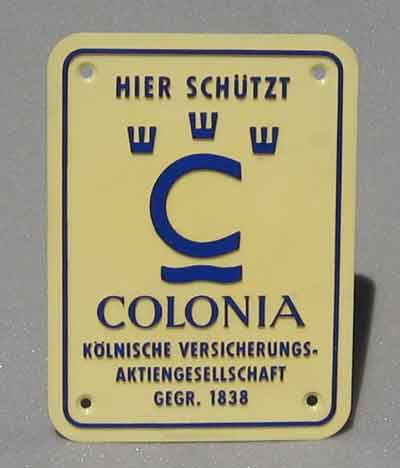 HIER SCHÜTZT
C
COLONIA
KÖLNISCHE VERSICHERUNGS-
AKTIENGESELLSCHAFT
GEGR. 1838